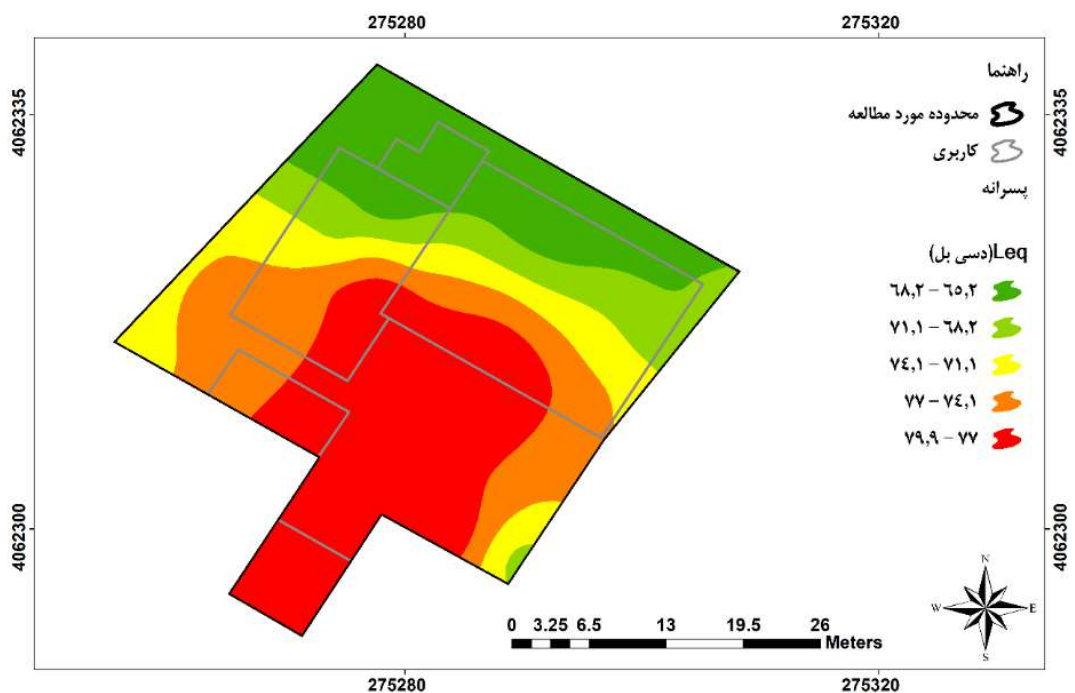 275280 275320
راهنما
4062335 محدوده مورد مطالعه 4062335
کاربری
پسرانه
Leq(دسی بل)
٦٥,٢ – ٦٨,٢
٦٨,٢ – ٧١,١
٧١,١ – ٧٤,١
٧٤,١ – ٧٧
٧٧ – ٧٩,٩
4062300 4062300
N
W E
S
0 3.25 6.5 13 19.5 26
Meters
275280 275320